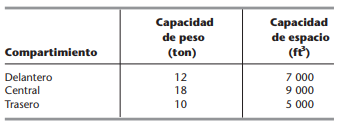 Capacidad Capacidad
de peso de espacio
Compartimiento (ton) (ft³)
Delantero 12 7 000
Central 18 9 000
Trasero 10 5 000